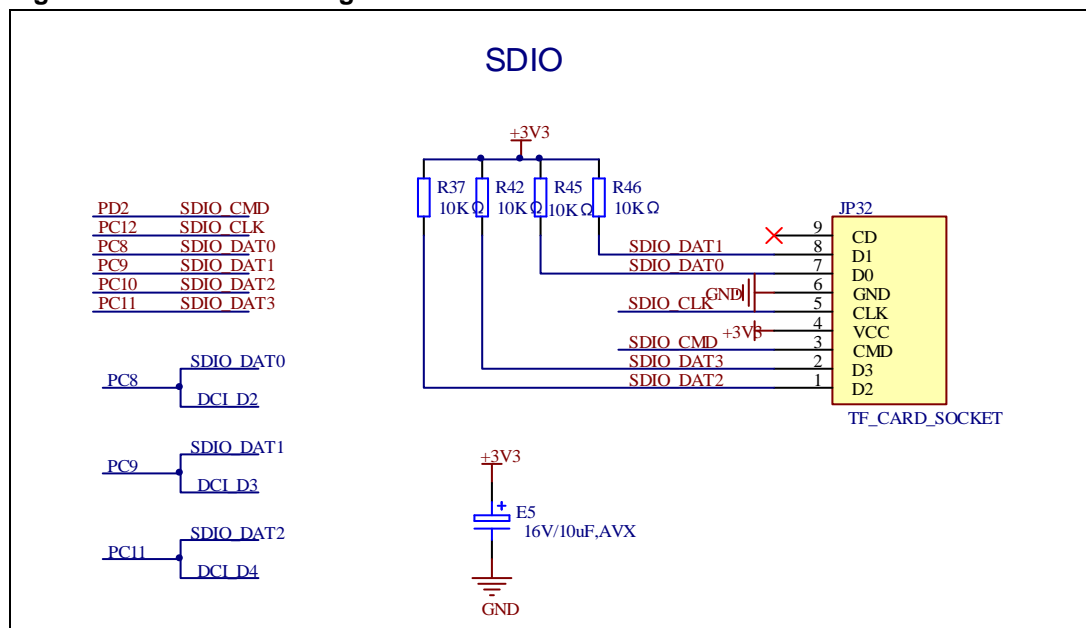 SDIO
+3V3
R37 R42 R45 R46
10KΩ 10KΩ 10KΩ 10KΩ
PD2 SDIO_CMD
PC12 SDIO_CLK
PC8 SDIO_DAT0
PC9 SDIO_DAT1
PC10 SDIO_DAT2
PC11 SDIO_DAT3
JP32
9 CD
SDIO_DAT1 8 D1
SDIO_DAT0 7 D0
GND 6 GND
SDIO_CLK 5 CLK
+3V3 4 VCC
SDIO_CMD 3 CMD
SDIO_DAT3 2 D3
SDIO_DAT2 1 D2
TF_CARD_SOCKET
SDIO_DAT0
PC8
DCI_D2
SDIO_DAT1
PC9
DCI_D3
SDIO_DAT2
PC11
DCI_D4
+3V3
+
E5
16V/10uF,AVX
GND